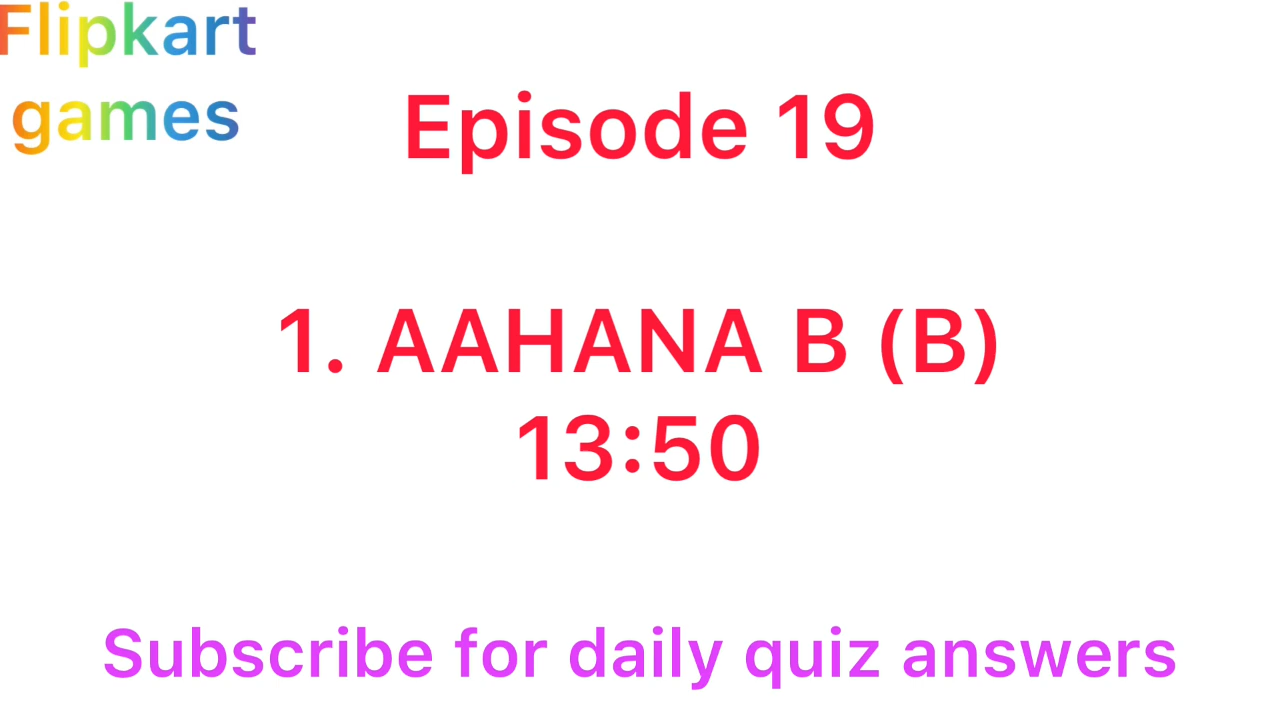 Flipkart
games
Episode 19
1. AAHANA B (B)
13:50
Subscribe for daily quiz answers